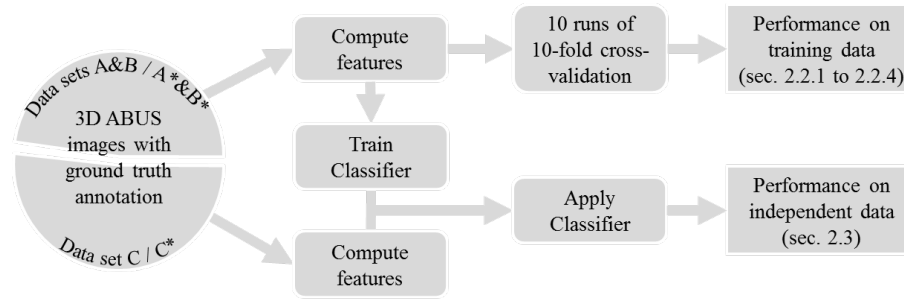 Data sets A&B / A*&B*
3D ABUS
images with
ground truth
annotation
Data set C / C*
Compute
features
10 runs of
10-fold cross-
validation
Performance on
training data
(sec. 2.2.1 to 2.2.4)
Train
Classifier
Compute
features
Apply
Classifier
Performance on
independent data
(sec. 2.3)